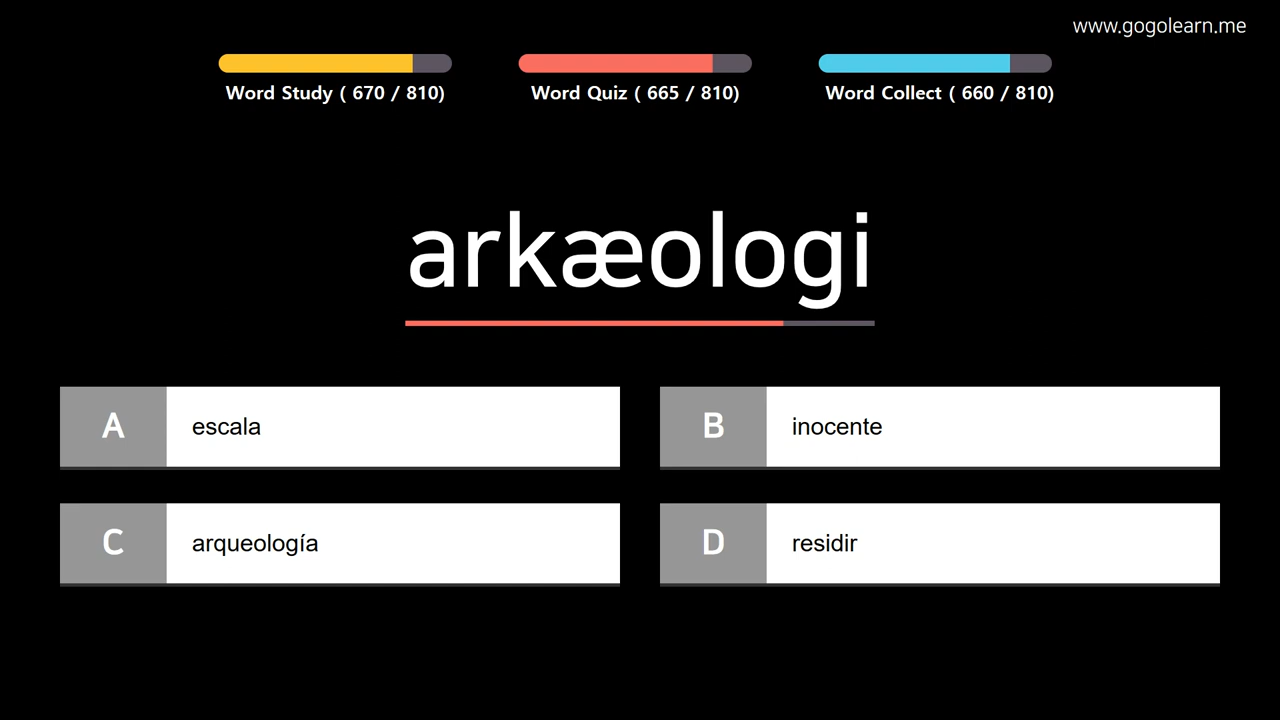 www.gogolearn.me
Word Study ( 670 / 810)
Word Quiz ( 665 / 810)
Word Collect ( 660 / 810)
arkæologi
A escala
B inocente
C arqueología
D residir